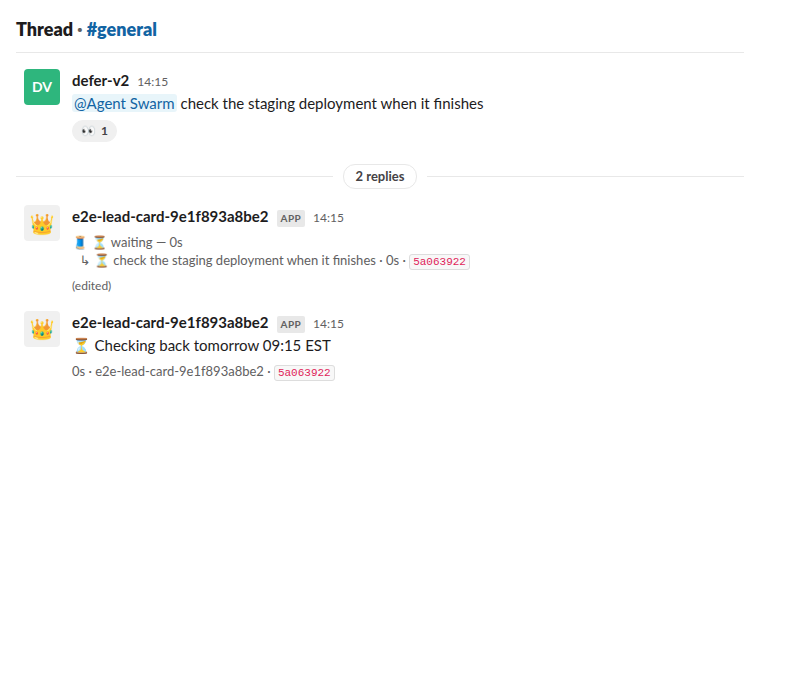 Thread • #general
DV
defer-v2 14:15
@Agent Swarm check the staging deployment when it finishes
👀 1
2 replies
e2e-lead-card-9e1f893a8be2 APP 14:15
🧵 ⏳ waiting — 0s
↳ ⏳ check the staging deployment when it finishes · 0s · 5a063922
(edited)
e2e-lead-card-9e1f893a8be2 APP 14:15
⏳ Checking back tomorrow 09:15 EST
0s · e2e-lead-card-9e1f893a8be2 · 5a063922